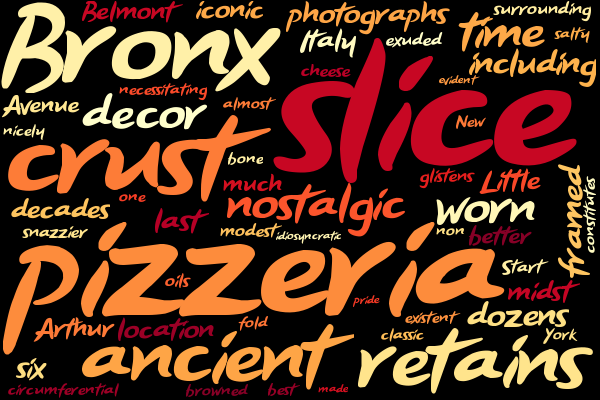 Belmont iconic photographs surrounding
Bronx Italy exuded time salty
cheese including
necessitating evident
Avenue decor almost slice New
nicely
crust bone
much glistens Little framed
one nostalgic constitutes
decades last worn
snazzier modest idiosyncratic non better
pizzeria Start
oils midst
pride
Arthur location fold existent dozens
classic York
six ancient retains
circumferential browned best made